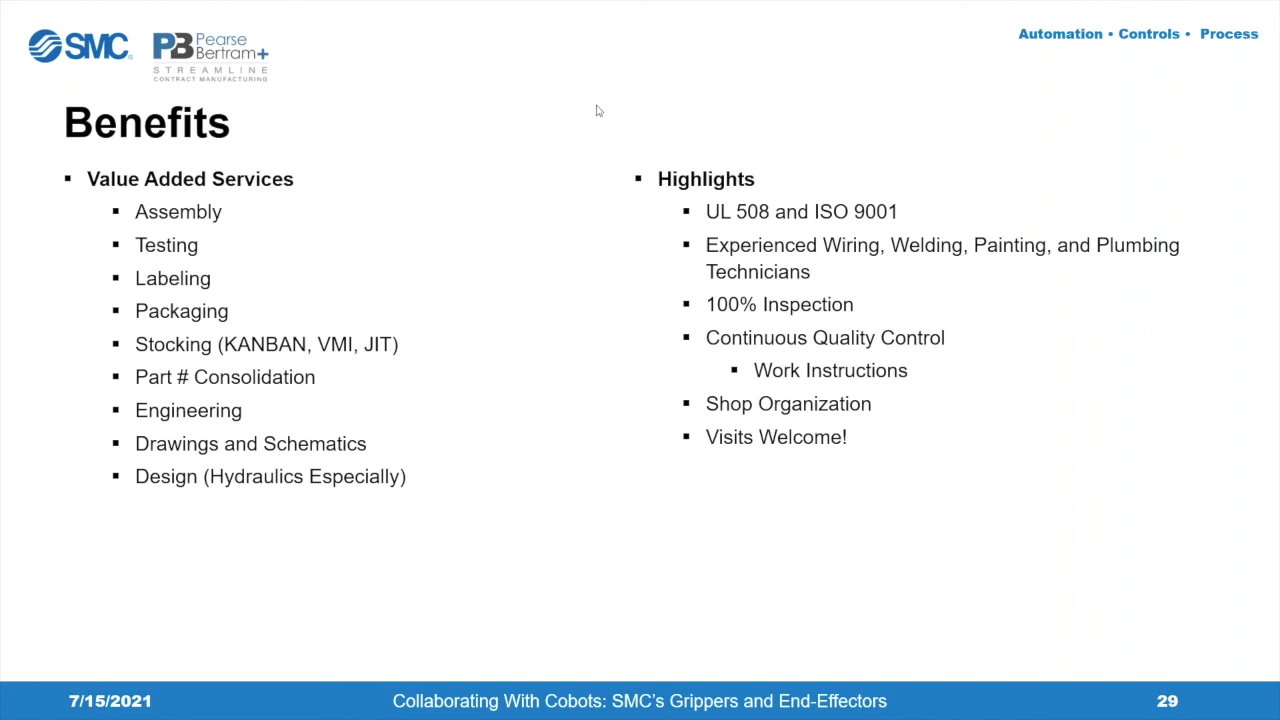 SMC
PB Pearse Bertram+
STREAMLINE
CONTRACT MANUFACTURING
Automation • Controls • Process
Benefits
▪ Value Added Services
▪ Assembly
▪ Testing
▪ Labeling
▪ Packaging
▪ Stocking (KANBAN, VMI, JIT)
▪ Part # Consolidation
▪ Engineering
▪ Drawings and Schematics
▪ Design (Hydraulics Especially)
▪ Highlights
▪ UL 508 and ISO 9001
▪ Experienced Wiring, Welding, Painting, and Plumbing
Technicians
▪ 100% Inspection
▪ Continuous Quality Control
▪ Work Instructions
▪ Shop Organization
▪ Visits Welcome!
7/15/2021
Collaborating With Cobots: SMC's Grippers and End-Effectors
29